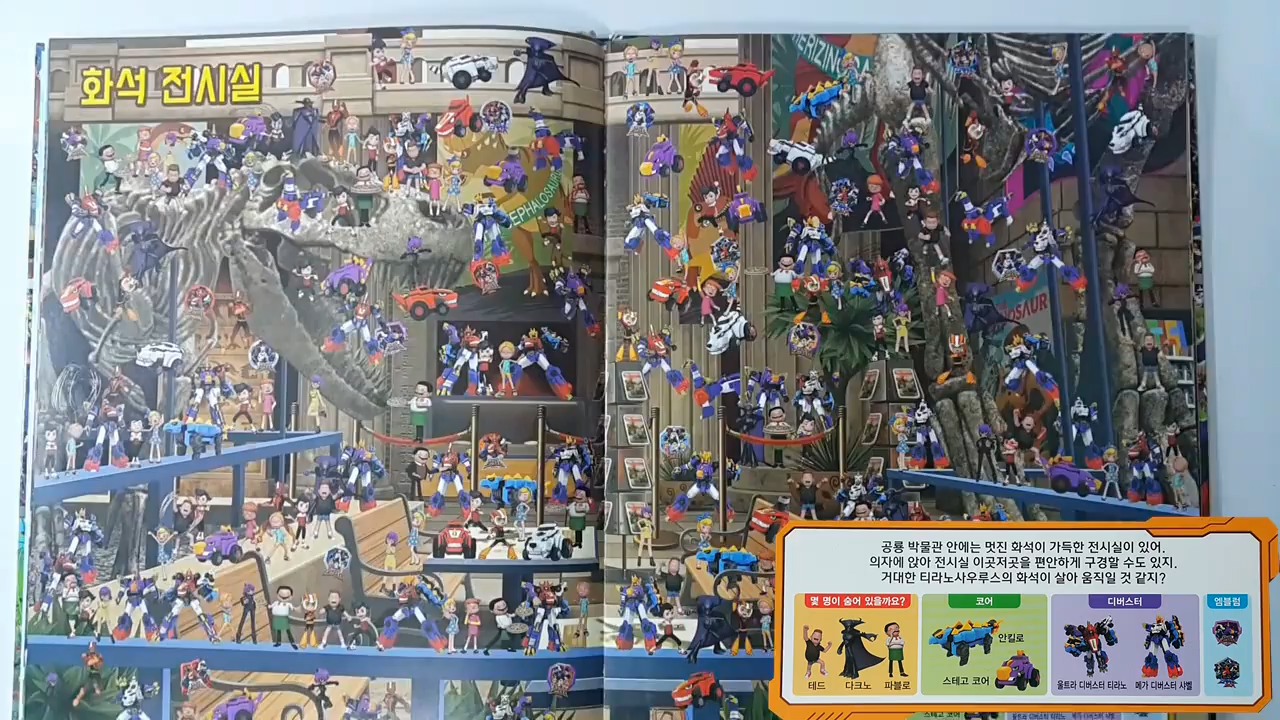 화석 전시실
공룡 박물관 안에는 멋진 화석이 가득한 전시실이 있어.
의자에 앉아 전시실 이곳저곳을 편안하게 구경할 수도 있지.
거대한 티라노사우루스의 화석이 살아 움직일 것 같지?
몇 명이 숨어 있을까요?
테드
다크노
파블로
코어
안킬로
스테고 코어
디버스터
울트라 디버스터 티라노
메가 디버스터 사벨
엠블럼